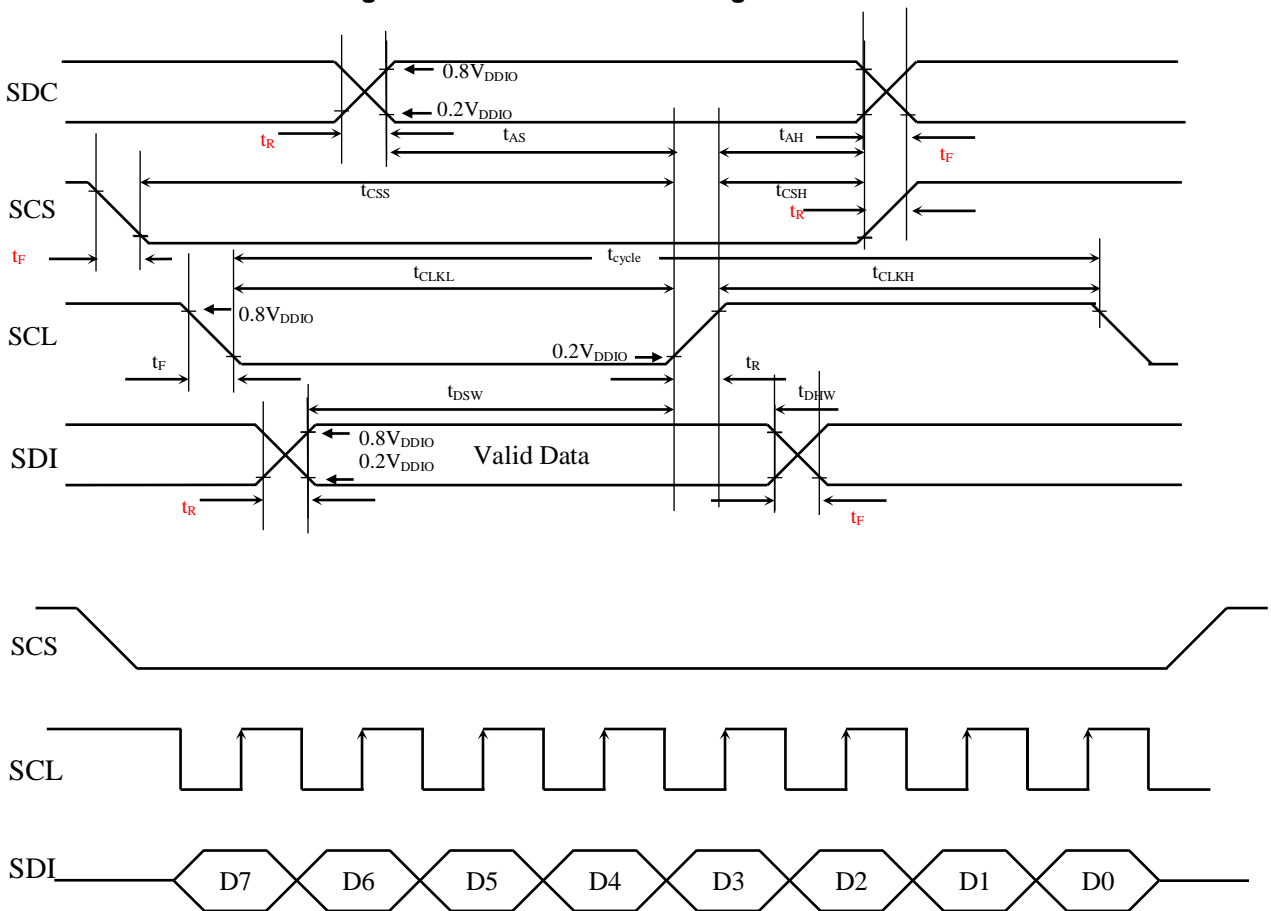 SDC
0.8VDDIO
0.2VDDIO
tR
tAS
tAH
tF
SCS
tCSS
tCSH
tR
tF
tcycle
tCLKL
tCLKH
SCL
0.8VDDIO
0.2VDDIO
tF
tR
tDSW
tDHW
SDI
0.8VDDIO
0.2VDDIO
Valid Data
tR
tF
SCS
SCL
SDI
D7 D6 D5 D4 D3 D2 D1 D0